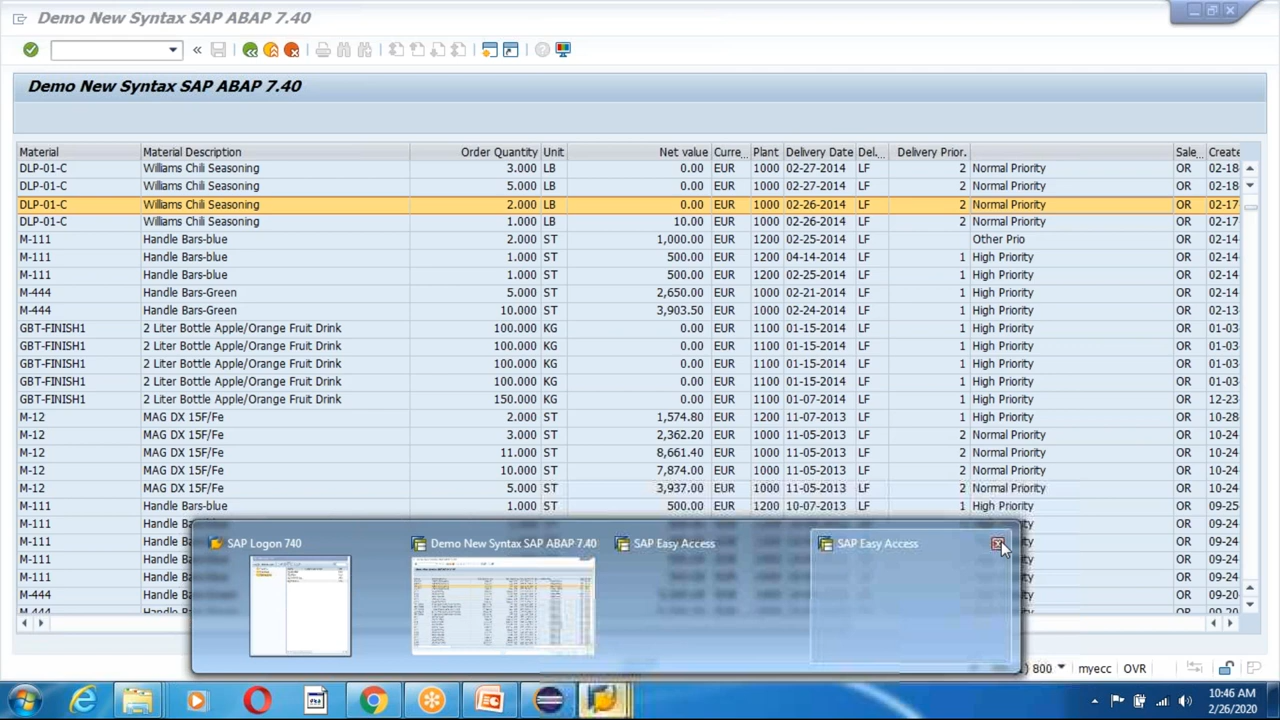 Demo New Syntax SAP ABAP 7.40
«
Demo New Syntax SAP ABAP 7.40
Material Material Description Order Quantity Unit Net value Curre... Plant Delivery Date Del... Delivery Prior. Sale... Create
DLP-01-C Williams Chili Seasoning 3.000 LB 0.00 EUR 1000 02-27-2014 LF 2 Normal Priority OR 02-18-
DLP-01-C Williams Chili Seasoning 5.000 LB 0.00 EUR 1000 02-27-2014 LF 2 Normal Priority OR 02-18-
DLP-01-C Williams Chili Seasoning 2.000 LB 0.00 EUR 1000 02-26-2014 LF 2 Normal Priority OR 02-17
DLP-01-C Williams Chili Seasoning 1.000 LB 10.00 EUR 1000 02-26-2014 LF 2 Normal Priority OR 02-17
M-111 Handle Bars-blue 2.000 ST 1,000.00 EUR 1200 02-25-2014 LF Other Prio OR 02-14-
M-111 Handle Bars-blue 1.000 ST 500.00 EUR 1200 04-14-2014 LF 1 High Priority OR 02-14-
M-111 Handle Bars-blue 1.000 ST 500.00 EUR 1200 02-25-2014 LF 1 High Priority OR 02-14-
M-444 Handle Bars-Green 5.000 ST 2,650.00 EUR 1000 02-21-2014 LF 1 High Priority OR 02-14-
M-444 Handle Bars-Green 10.000 ST 3,903.50 EUR 1000 02-24-2014 LF 1 High Priority OR 02-13-
GBT-FINISH1 2 Liter Bottle Apple/Orange Fruit Drink 100.000 KG 0.00 EUR 1100 01-15-2014 LF 1 High Priority OR 01-03-
GBT-FINISH1 2 Liter Bottle Apple/Orange Fruit Drink 100.000 KG 0.00 EUR 1100 01-15-2014 LF 1 High Priority OR 01-03-
GBT-FINISH1 2 Liter Bottle Apple/Orange Fruit Drink 100.000 KG 0.00 EUR 1100 01-15-2014 LF 1 High Priority OR 01-03-
GBT-FINISH1 2 Liter Bottle Apple/Orange Fruit Drink 100.000 KG 0.00 EUR 1100 01-15-2014 LF 1 High Priority OR 01-03-
GBT-FINISH1 2 Liter Bottle Apple/Orange Fruit Drink 150.000 KG 0.00 EUR 1100 01-07-2014 LF 1 High Priority OR 12-23-
M-12 MAG DX 15F/Fe 2.000 ST 1,574.80 EUR 1200 11-07-2013 LF 1 High Priority OR 10-28-
M-12 MAG DX 15F/Fe 3.000 ST 2,362.20 EUR 1000 11-05-2013 LF 2 Normal Priority OR 10-24-
M-12 MAG DX 15F/Fe 11.000 ST 8,661.40 EUR 1000 11-05-2013 LF 2 Normal Priority OR 10-24-
M-12 MAG DX 15F/Fe 10.000 ST 7,874.00 EUR 1000 11-05-2013 LF 2 Normal Priority OR 10-24-
M-12 MAG DX 15F/Fe 5.000 ST 3,937.00 EUR 1000 11-05-2013 LF 2 Normal Priority OR 10-24-
M-111 Handle Bars-blue 1.000 ST 500.00 EUR 1200 10-07-2013 LF 1 High Priority OR 09-25-
M-111 Handle Ba OR 09-25-
M-111 Handle Ba OR 09-24-
M-111 Handle Ba OR 09-24-
M-111 Handle Ba OR 09-24-
M-444 Handle Ba OR 09-20-
M-444 Handle Ba OR 09-20
SAP Logon 740 Demo New Syntax SAP ABAP 7.40 SAP Easy Access SAP Easy Access
) 800 myecc OVR
10:46 AM
2/26/2020